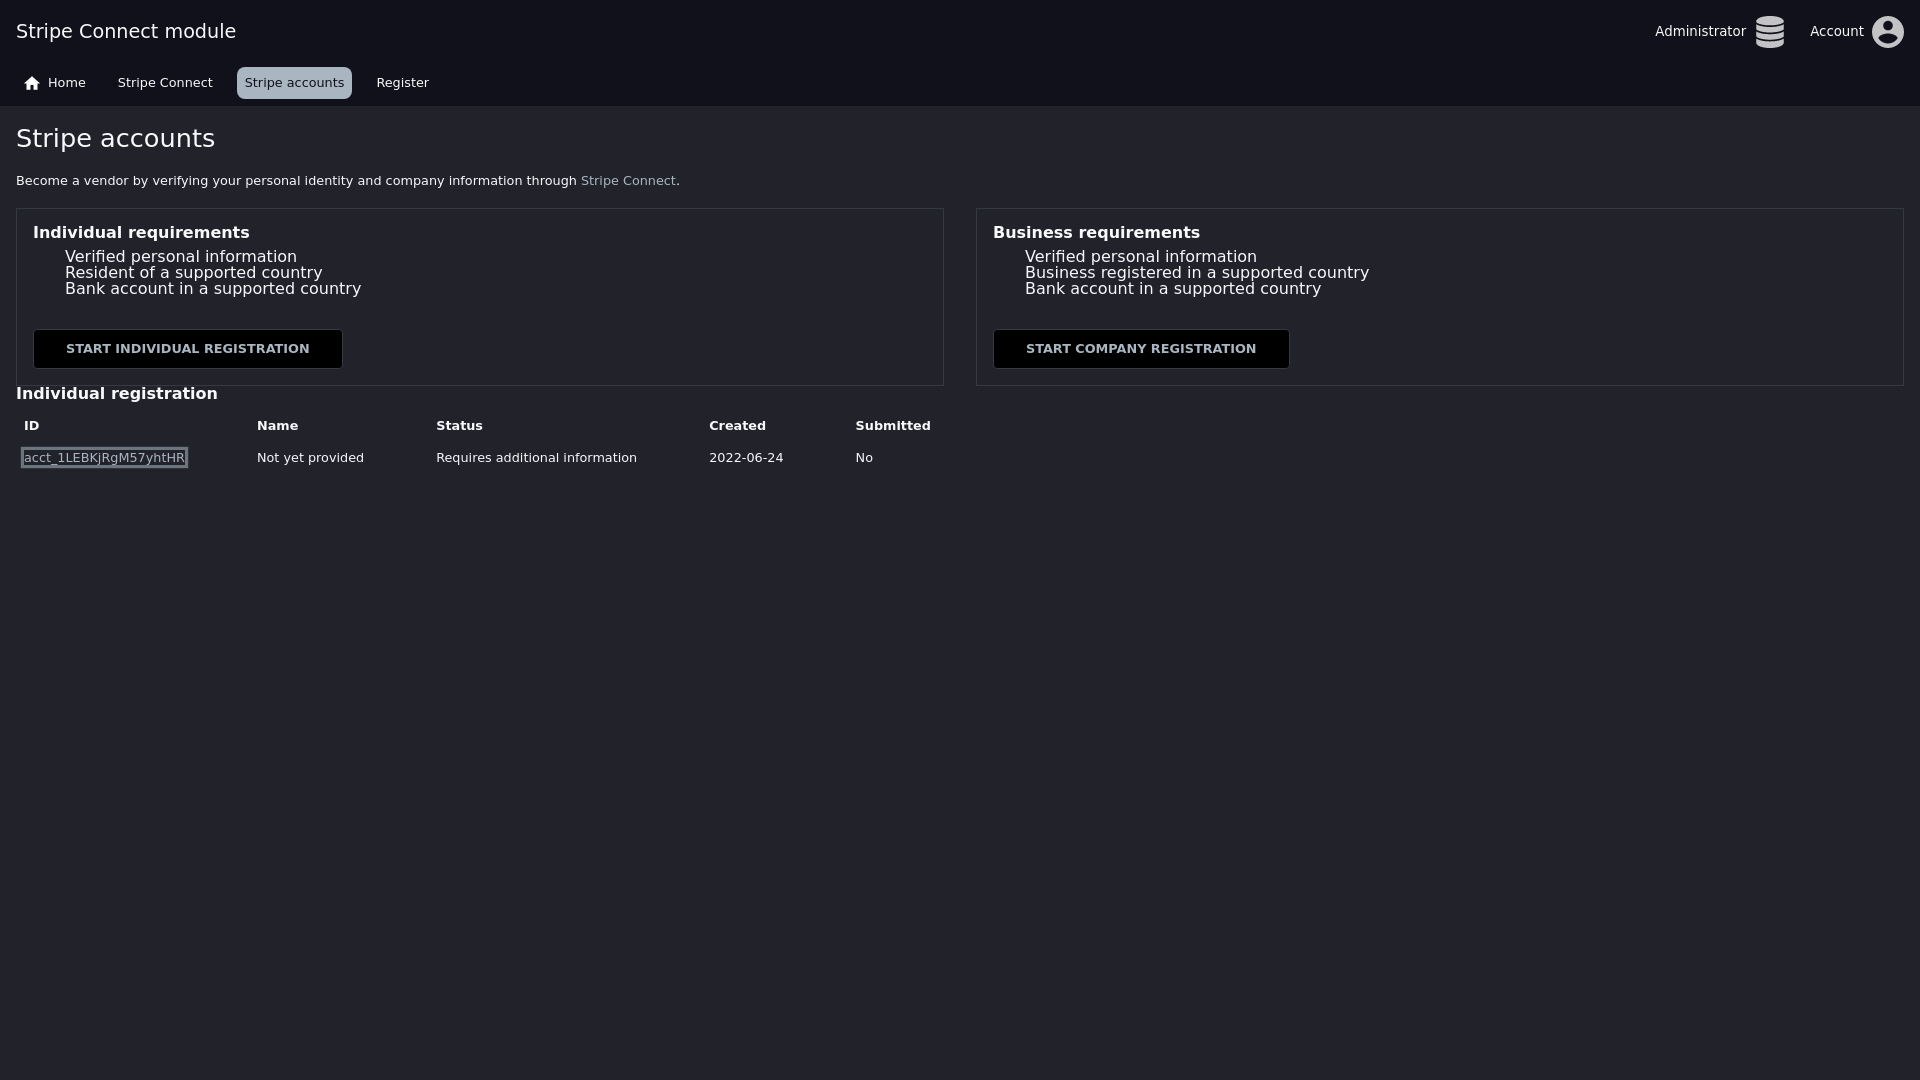 Stripe Connect module
Administrator
Account
Home
Stripe Connect
Stripe accounts
Register
Stripe accounts
Become a vendor by verifying your personal identity and company information through Stripe Connect.
Individual requirements
Verified personal information
Resident of a supported country
Bank account in a supported country
START INDIVIDUAL REGISTRATION
Business requirements
Verified personal information
Business registered in a supported country
Bank account in a supported country
START COMPANY REGISTRATION
Individual registration
ID Name Status Created Submitted
acct_1LEBKjRgM57yhtHR Not yet provided Requires additional information 2022-06-24 No